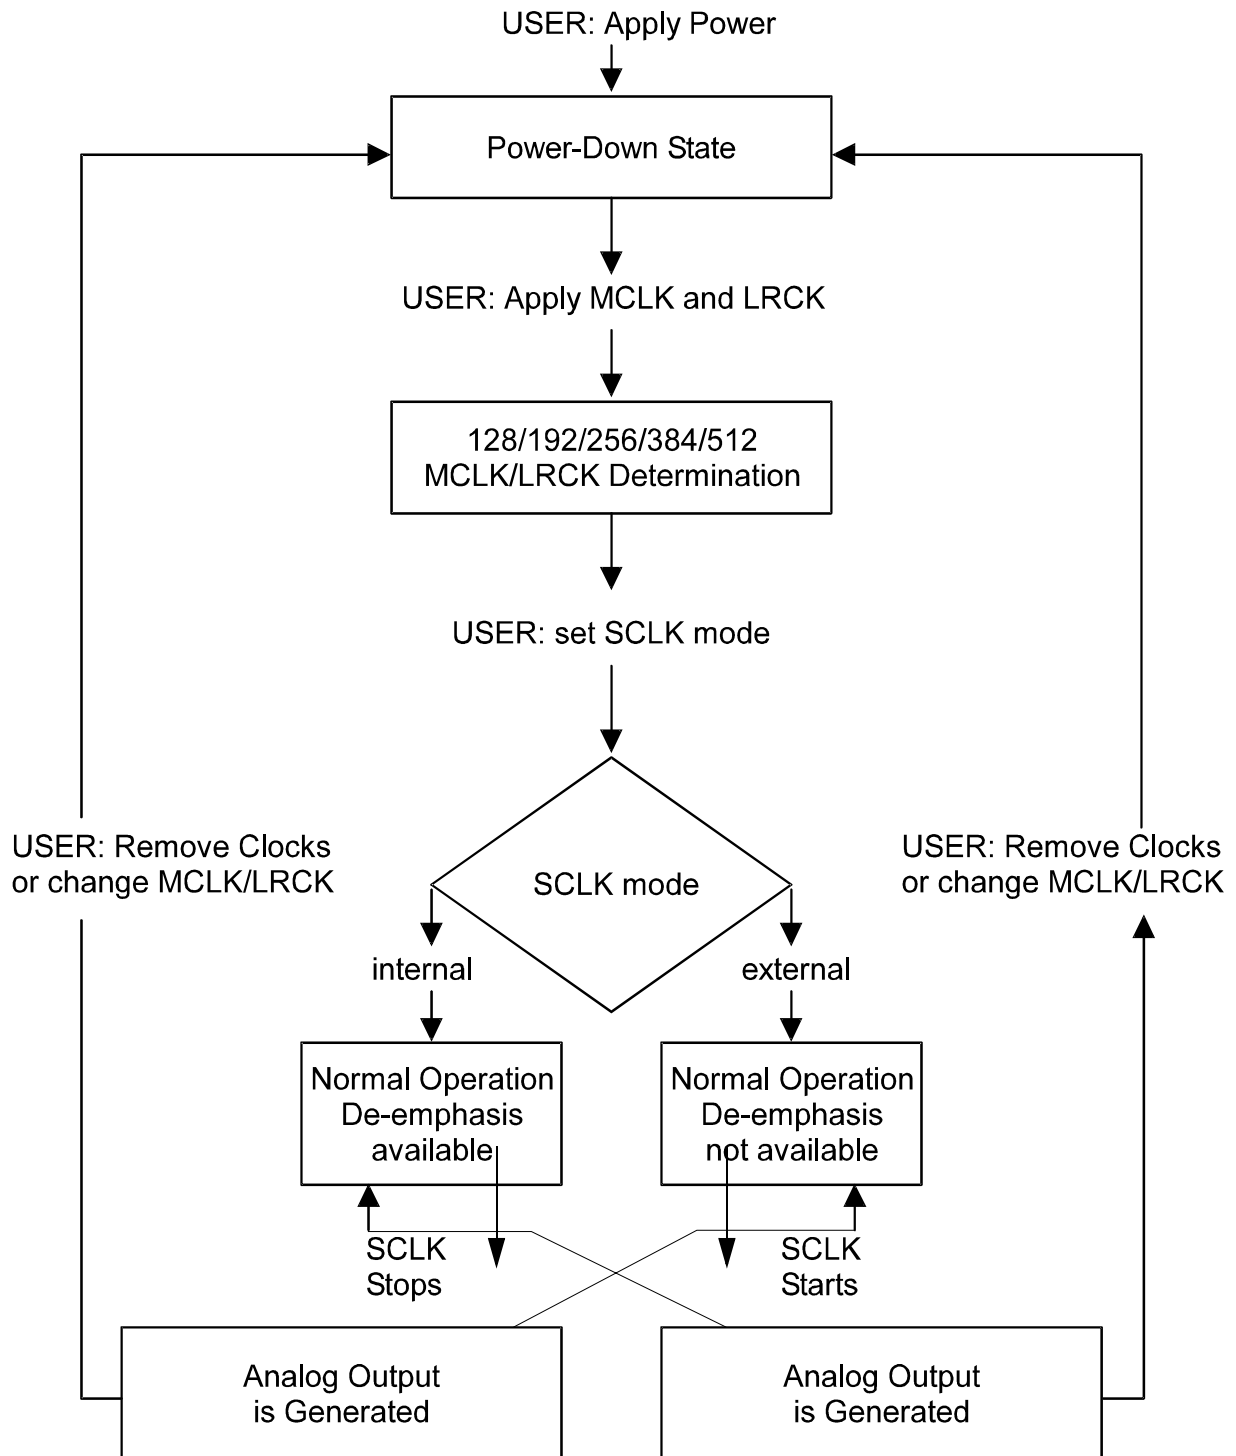 USER: Apply Power
Power-Down State
USER: Apply MCLK and LRCK
128/192/256/384/512
MCLK/LRCK Determination
USER: set SCLK mode
USER: Remove Clocks
or change MCLK/LRCK
SCLK mode
USER: Remove Clocks
or change MCLK/LRCK
internal
external
Normal Operation
De-emphasis
available
Normal Operation
De-emphasis
not available
SCLK
Stops
SCLK
Starts
Analog Output
is Generated
Analog Output
is Generated